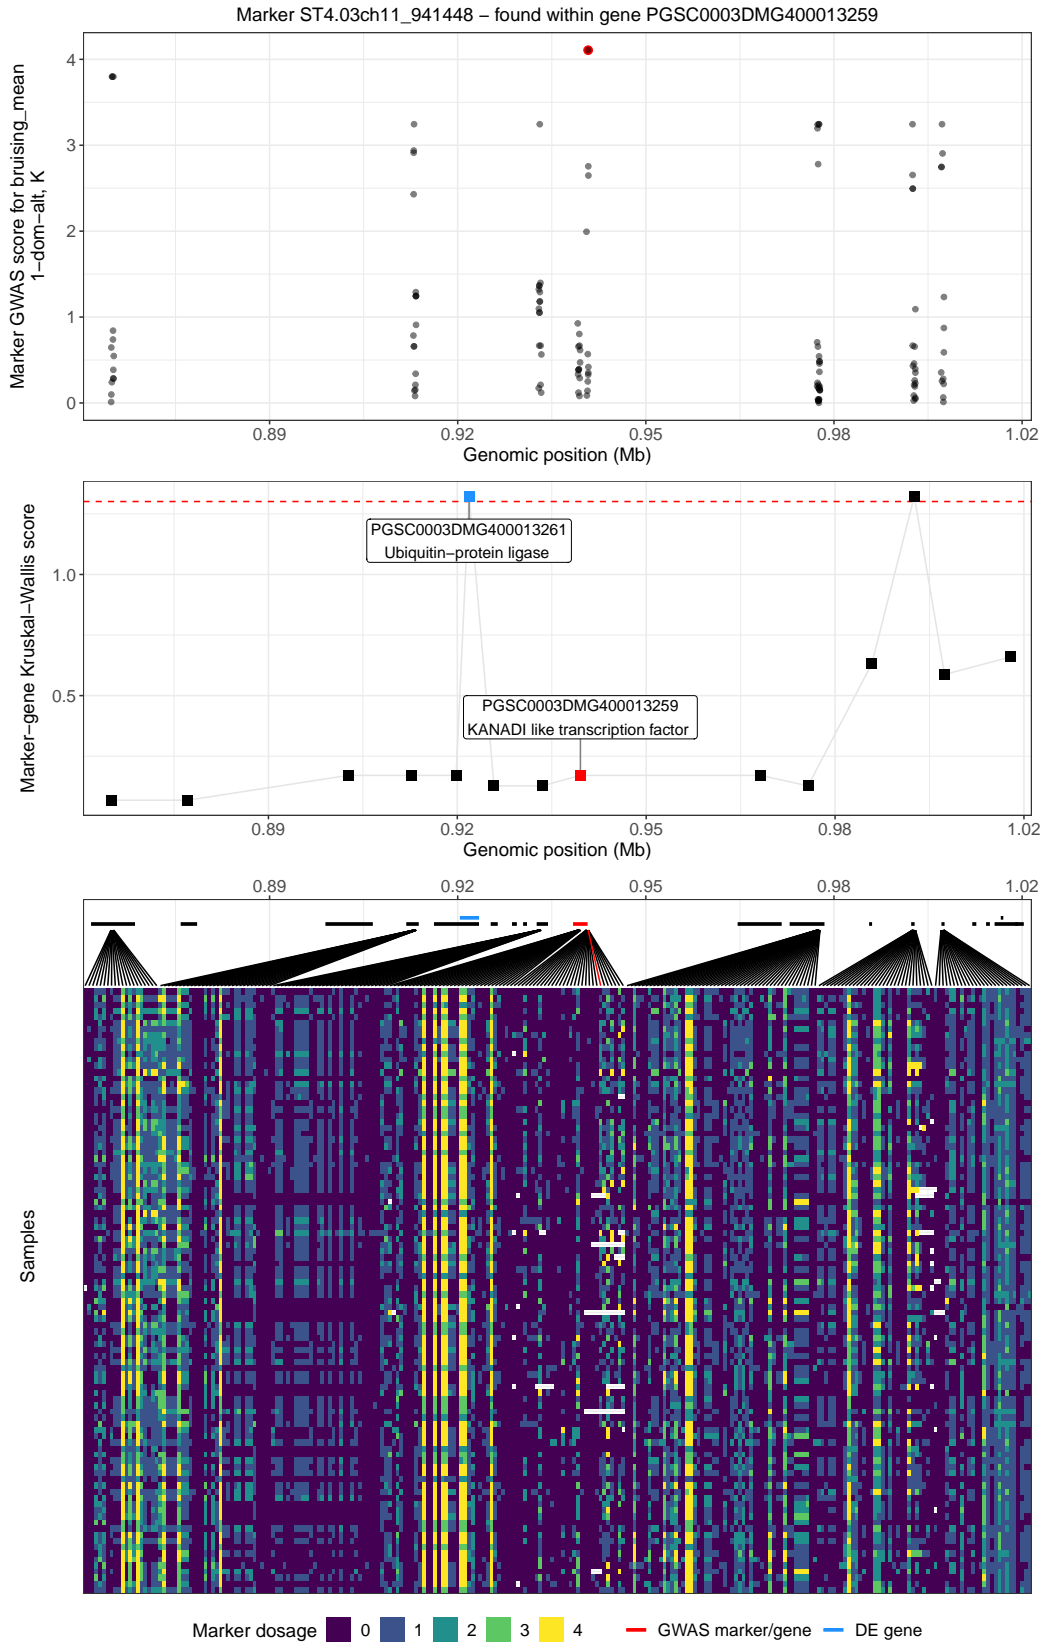 Marker ST4.03ch11_941448 – found within gene PGSC0003DMG400013259
Marker GWAS score for bruising_mean
1−dom−alt, K
4
3
2
1
0
0.89 0.92 0.95 0.98 1.02
Genomic position (Mb)
Marker−gene Kruskal−Wallis score
1.0
0.5
PGSC0003DMG400013261
Ubiquitin−protein ligase
PGSC0003DMG400013259
KANADI like transcription factor
0.89 0.92 0.95 0.98 1.02
Genomic position (Mb)
0.89 0.92 0.95 0.98 1.02
Samples
Marker dosage 0 1 2 3 4 GWAS marker/gene DE gene